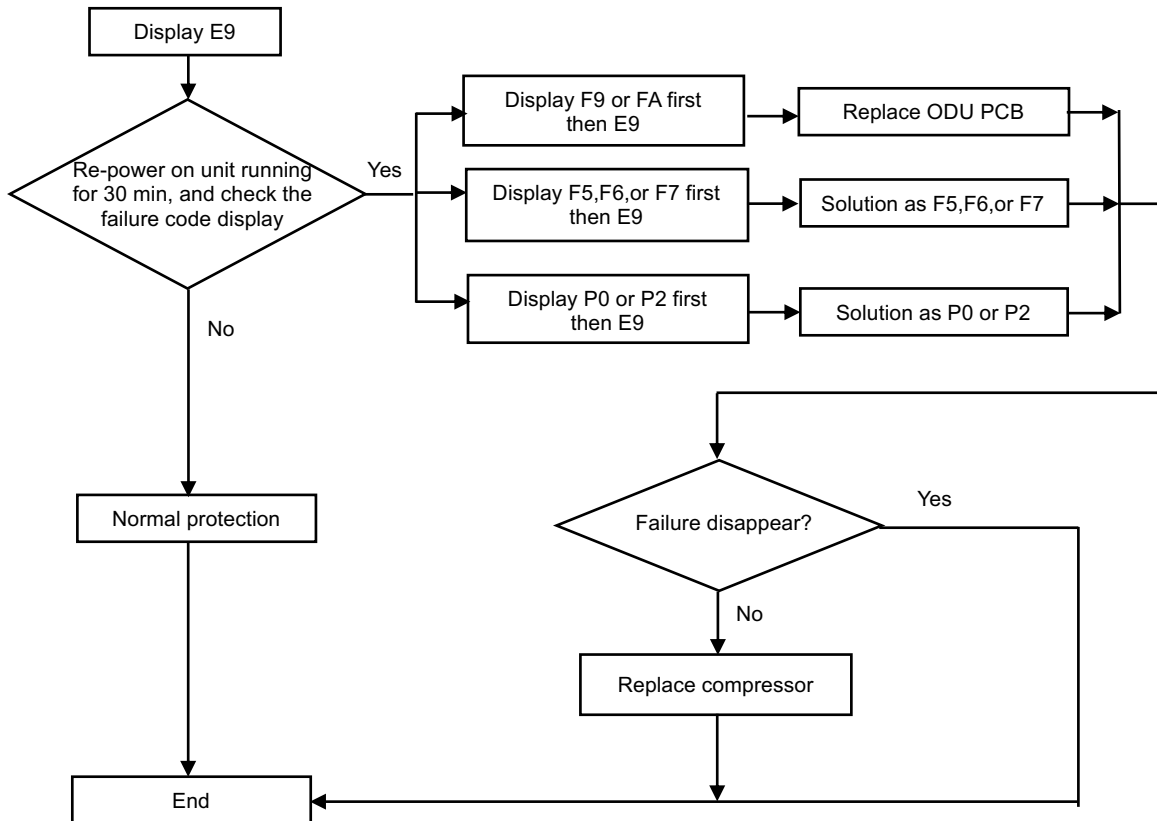 Display E9
Re-power on unit running
for 30 min, and check the
failure code display
Yes
No
Display F9 or FA first
then E9
Replace ODU PCB
Display F5,F6,or F7 first
then E9
Solution as F5,F6,or F7
Display P0 or P2 first
then E9
Solution as P0 or P2
Normal protection
Failure disappear?
Yes
No
Replace compressor
End